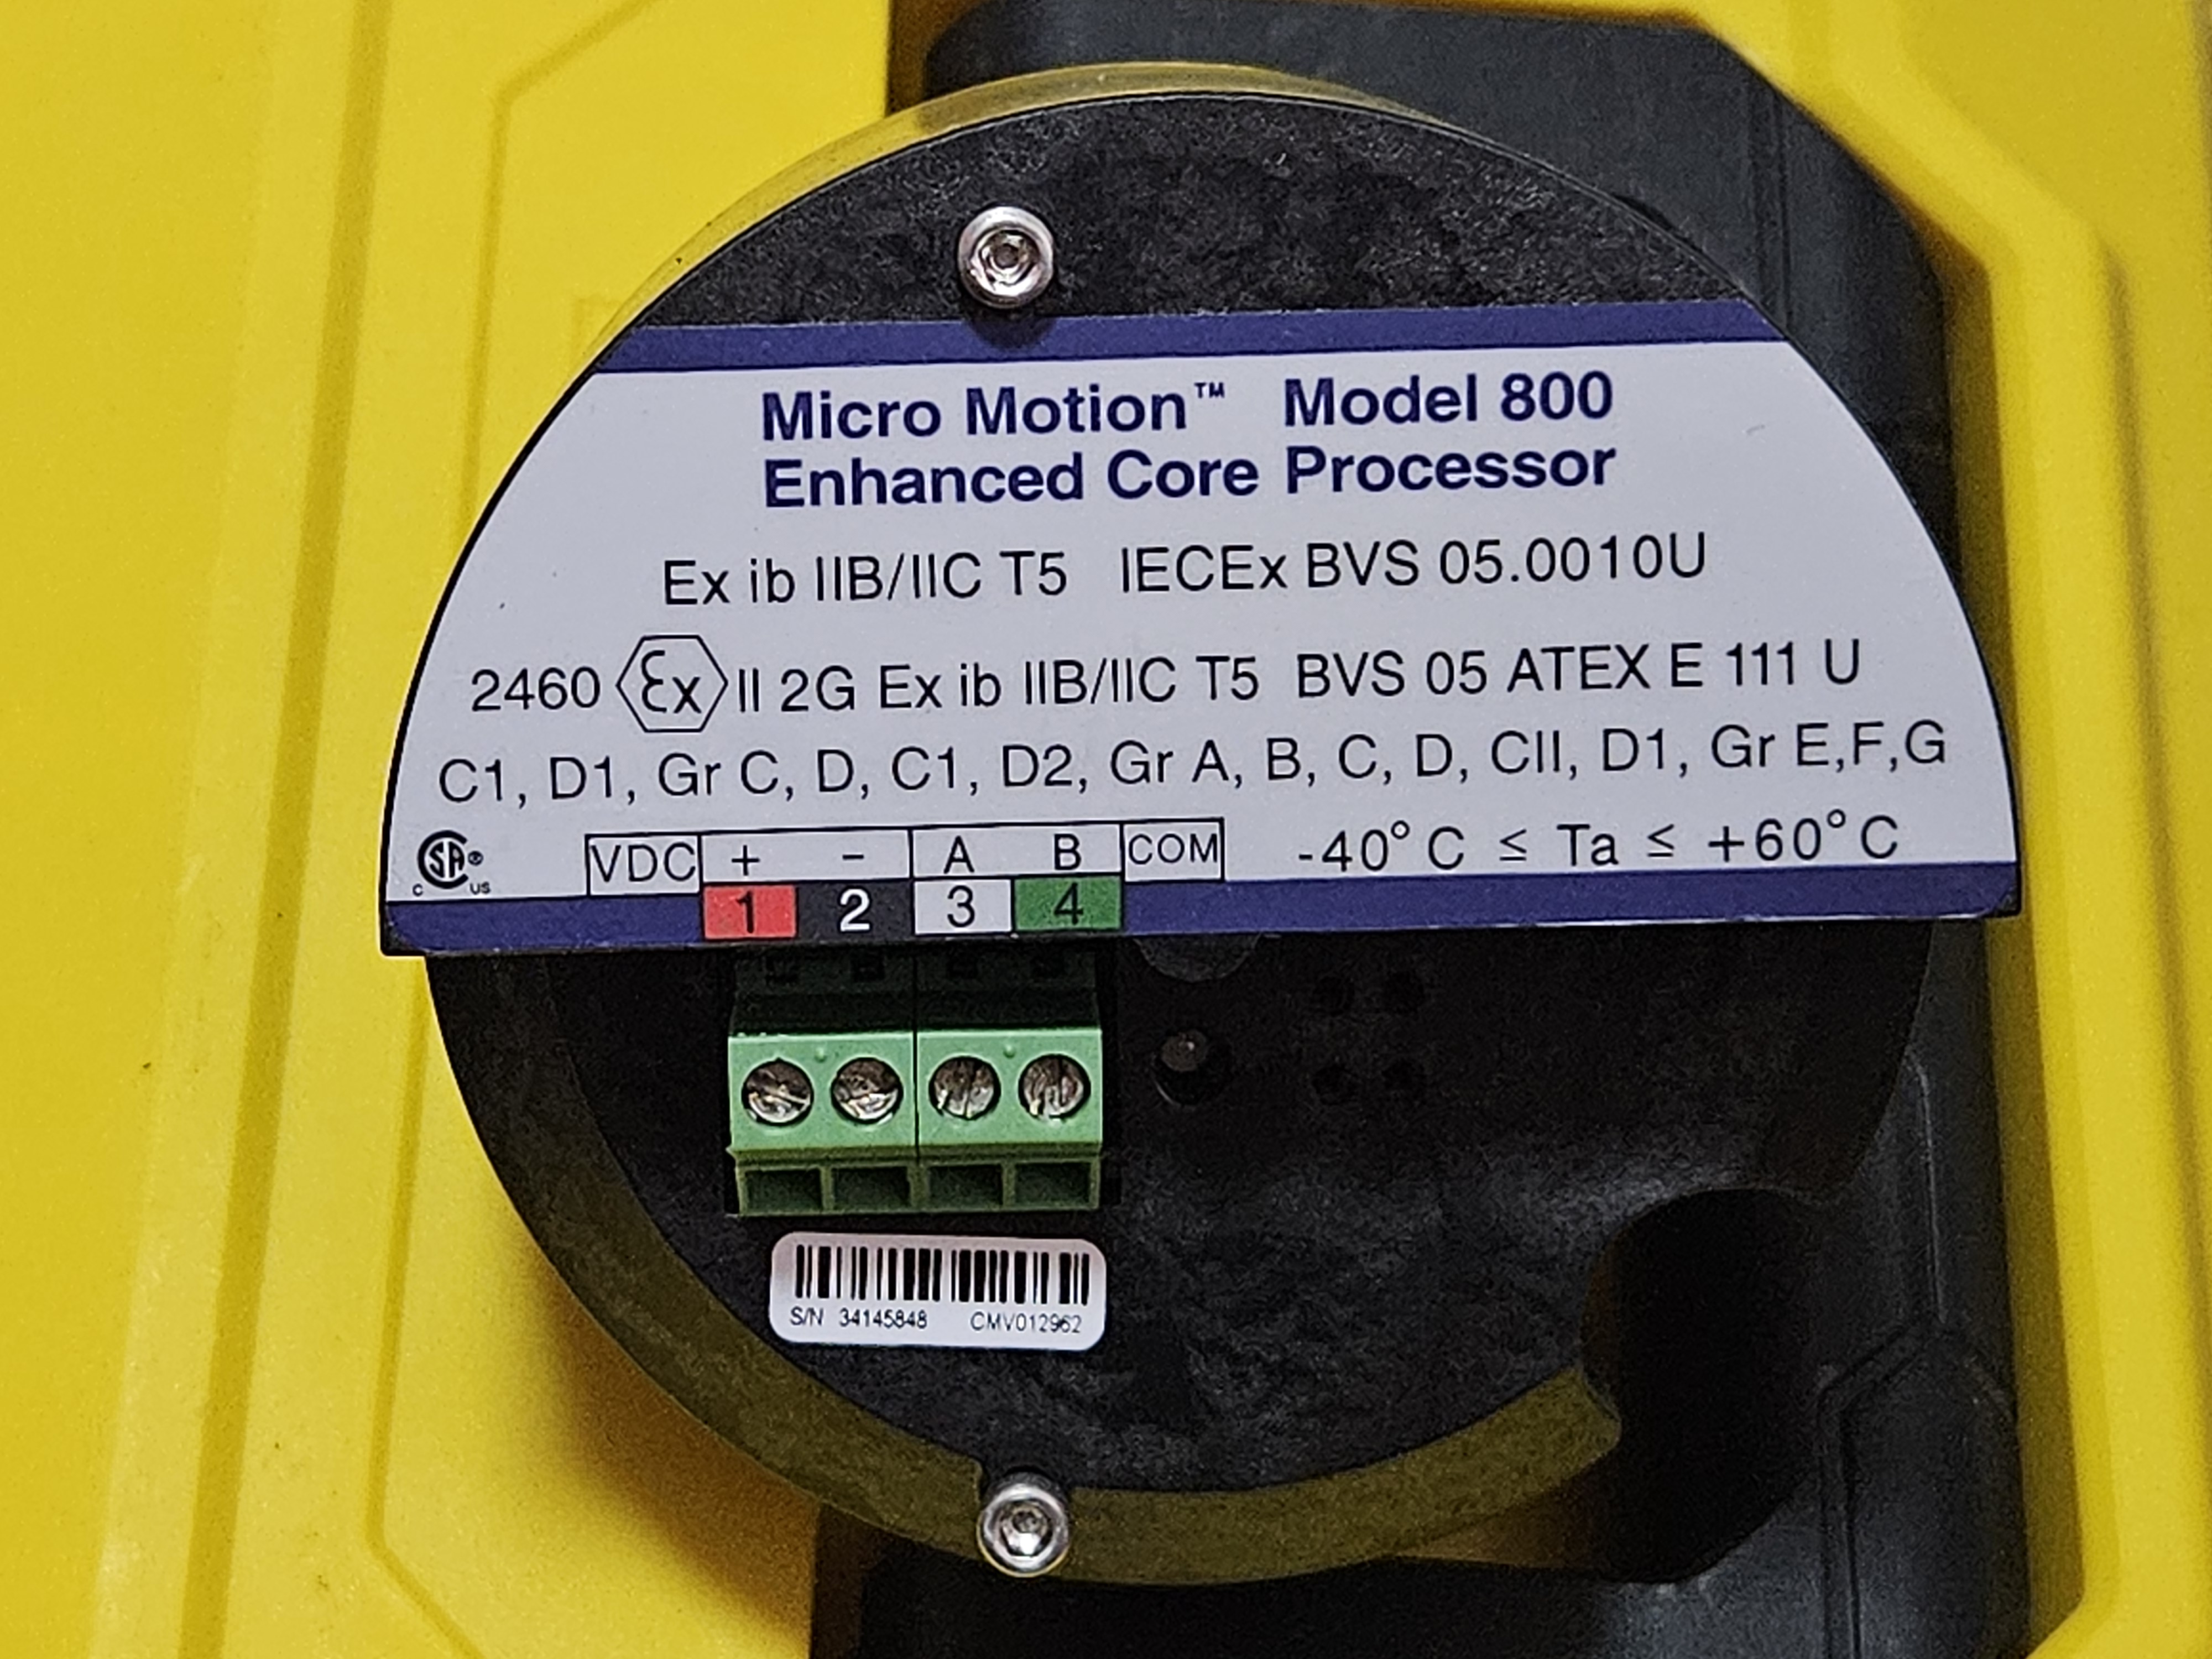 Micro Motion™ Model 800
Enhanced Core Processor
Ex ib IIB/IIC T5 IECEx BVS 05.0010U
2460 Ex II 2G Ex ib IIB/IIC T5 BVS 05 ATEX E 111 U
C1, D1, Gr C, D, C1, D2, Gr A, B, C, D, CII, D1, Gr E,F,G
C SA® US VDC + − A B COM -40° C ≤ Ta ≤ +60° C
1 2 3 4
S/N 34145848 CMV012962